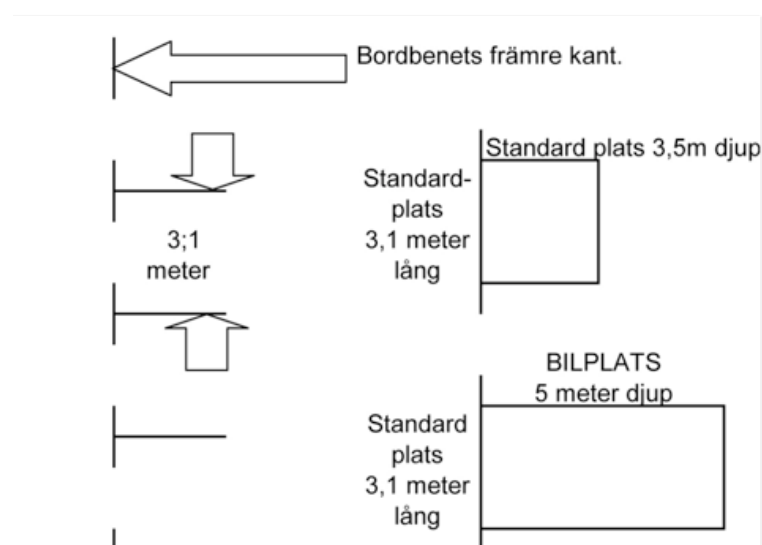 Bordbenets främre kant.
Standard plats 3,5m djup
Standard-
plats
3,1 meter
lång
3;1
meter
BILPLATS
5 meter djup
Standard
plats
3,1 meter
lång